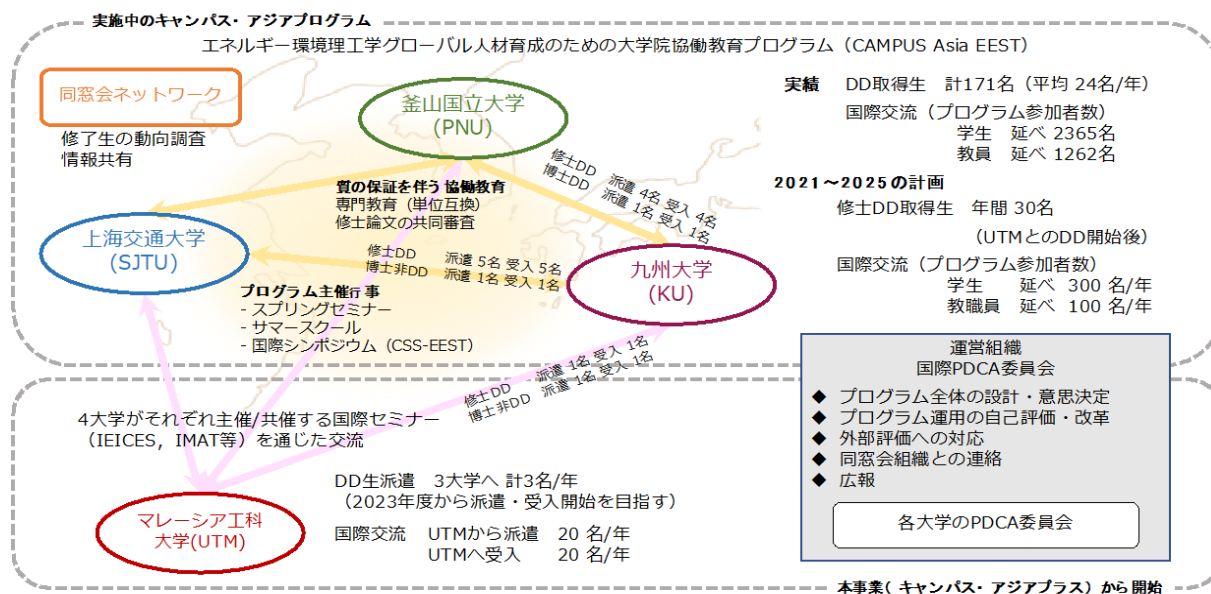 実施中のキャンパス・アジアプログラム
エネルギー環境理工学グローバル人材育成のための大学院協働教育プログラム（CAMPUS Asia EEST）
同窓会ネットワーク
修了生の動向調査
情報共有
釜山国立大学
(PNU)
実績　DD取得生　計171名（平均 24名/年）
国際交流（プログラム参加者数）
学生　延べ 2365名
教員　延べ 1262名
修士DD　派遣 4名 受入 4名
博士DD　派遣 1名 受入 1名
2021～2025の計画
修士DD取得生　年間 30名
（UTMとのDD開始後）
国際交流（プログラム参加者数）
学生　延べ 300 名/年
教職員　延べ 100 名/年
質の保証を伴う協働教育
専門教育（単位互換）
修士論文の共同審査
上海交通大学
(SJTU)
修士DD　派遣 5名 受入 5名
博士非DD　派遣 1名 受入 1名
九州大学
(KU)
プログラム主催行事
- スプリングセミナー
- サマースクール
- 国際シンポジウム（CSS-EEST）
修士DD　派遣 1名 受入 1名
博士非DD　派遣 1名 受入 1名
運営組織
国際PDCA委員会
◆ プログラム全体の設計・意思決定
◆ プログラム運用の自己評価・改革
◆ 外部評価への対応
◆ 同窓会組織との連絡
◆ 広報
各大学のPDCA委員会
4大学がそれぞれ主催/共催する国際セミナー
（IEICES，IMAT等）を通じた交流
DD生派遣　3大学へ 計3名/年
（2023年度から派遣・受入開始を目指す）
国際交流　UTMから派遣　20 名/年
UTMへ受入　20 名/年
マレーシア工科
大学(UTM)
本事業( キャンパス・アジアプラス）から開始